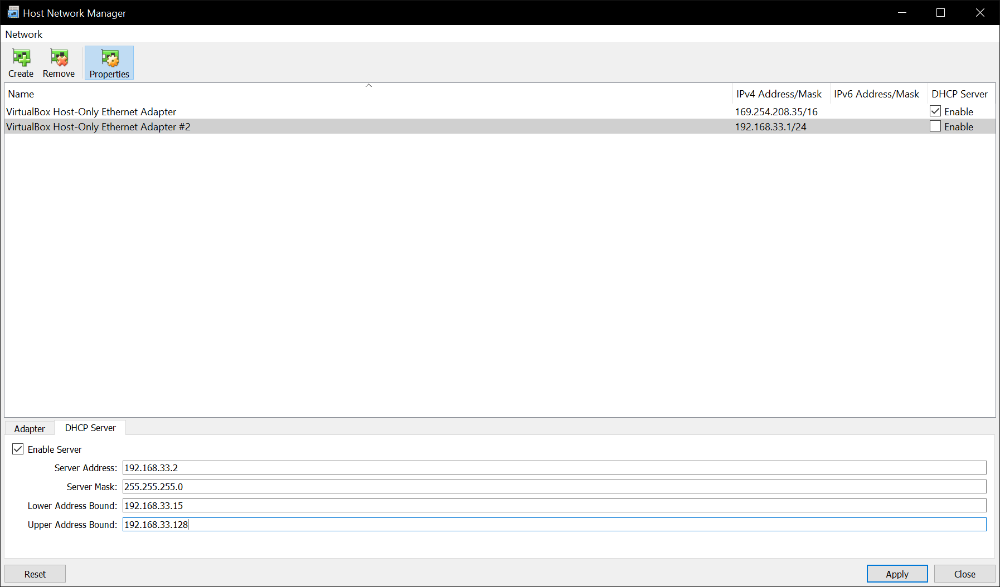 Host Network Manager
Network
Create Remove Properties
Name IPv4 Address/Mask IPv6 Address/Mask DHCP Server
VirtualBox Host-Only Ethernet Adapter 169.254.208.35/16 Enable
VirtualBox Host-Only Ethernet Adapter #2 192.168.33.1/24 Enable
Adapter DHCP Server
Enable Server
Server Address: 192.168.33.2
Server Mask: 255.255.255.0
Lower Address Bound: 192.168.33.15
Upper Address Bound: 192.168.33.128
Reset Apply Close